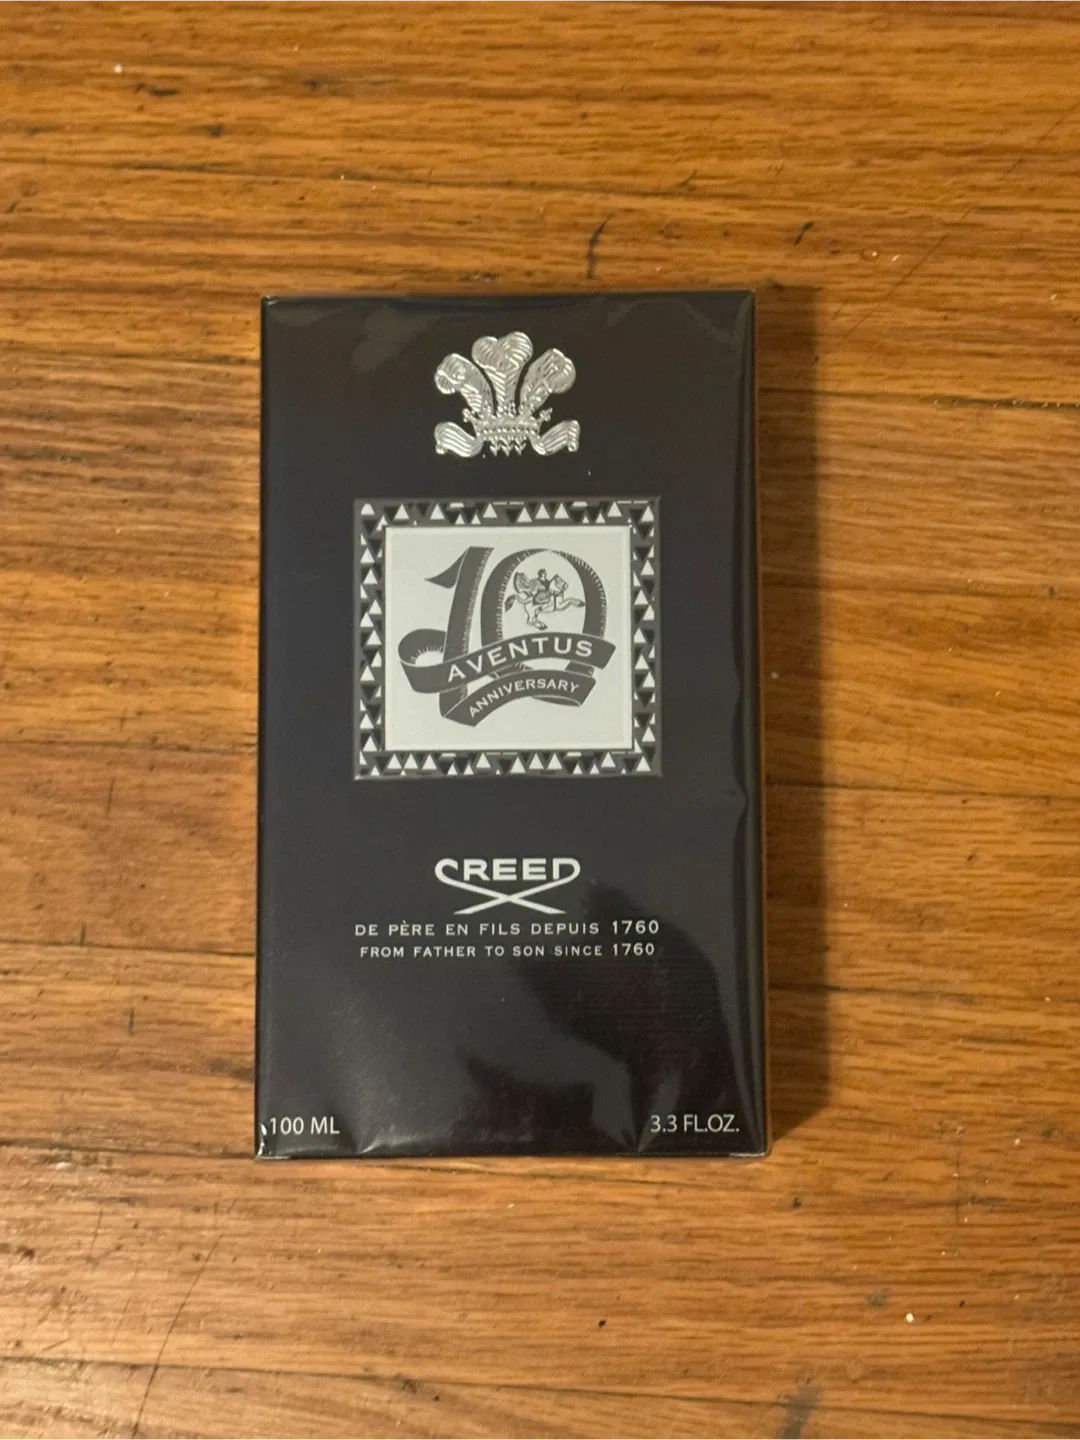 10
AVENTUS
ANNIVERSARY
CREED
DE PÈRE EN FILS DEPUIS 1760
FROM FATHER TO SON SINCE 1760
100 ML
3.3 FL.OZ.